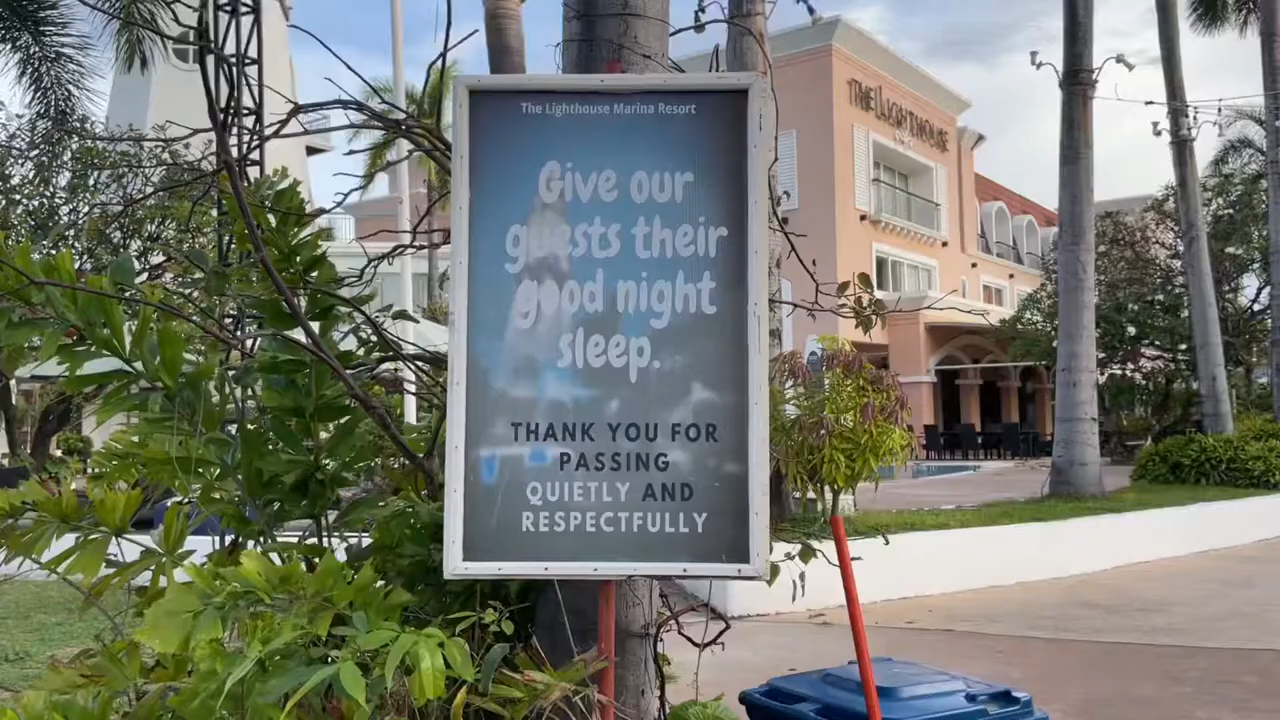 The Lighthouse Marina Resort
Give our
guests their
good night
sleep.
THANK YOU FOR
PASSING
QUIETLY AND
RESPECTFULLY
THE LIGHTHOUSE